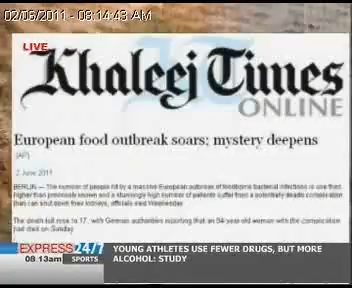 02/06/2011 - 08:14:43 AM
LIVE
Khaleej Times
ONLINE
European food outbreak soars; mystery deepens
(AP)
2 June 2011
BERLIN — The number of people hit by a massive European outbreak of foodborne bacterial infections is one third
higher than previously known and a stunningly high number of patients suffer from a potentially deadly complication
than can shut down their kidneys, officials said Wednesday.
The death toll rose to 17, with German authorities reporting that an 84-year-old woman with the complication
had died on Sunday.
EXPRESS 24/7
08:13am SPORTS
YOUNG ATHLETES USE FEWER DRUGS, BUT MORE
ALCOHOL: STUDY